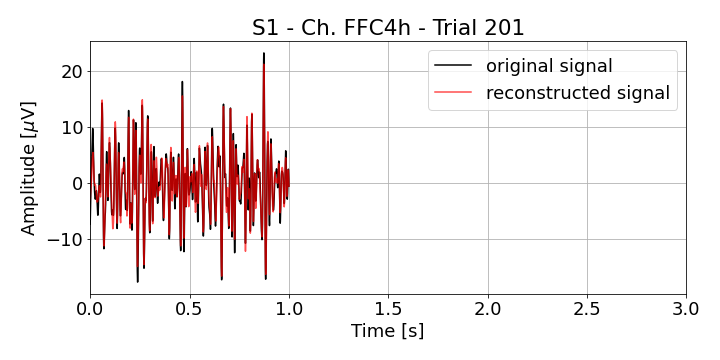 S1 - Ch. FFC4h - Trial 201
original signal
reconstructed signal
Amplitude [μV]
20
10
0
−10
0.0 0.5 1.0 1.5 2.0 2.5 3.0
Time [s]